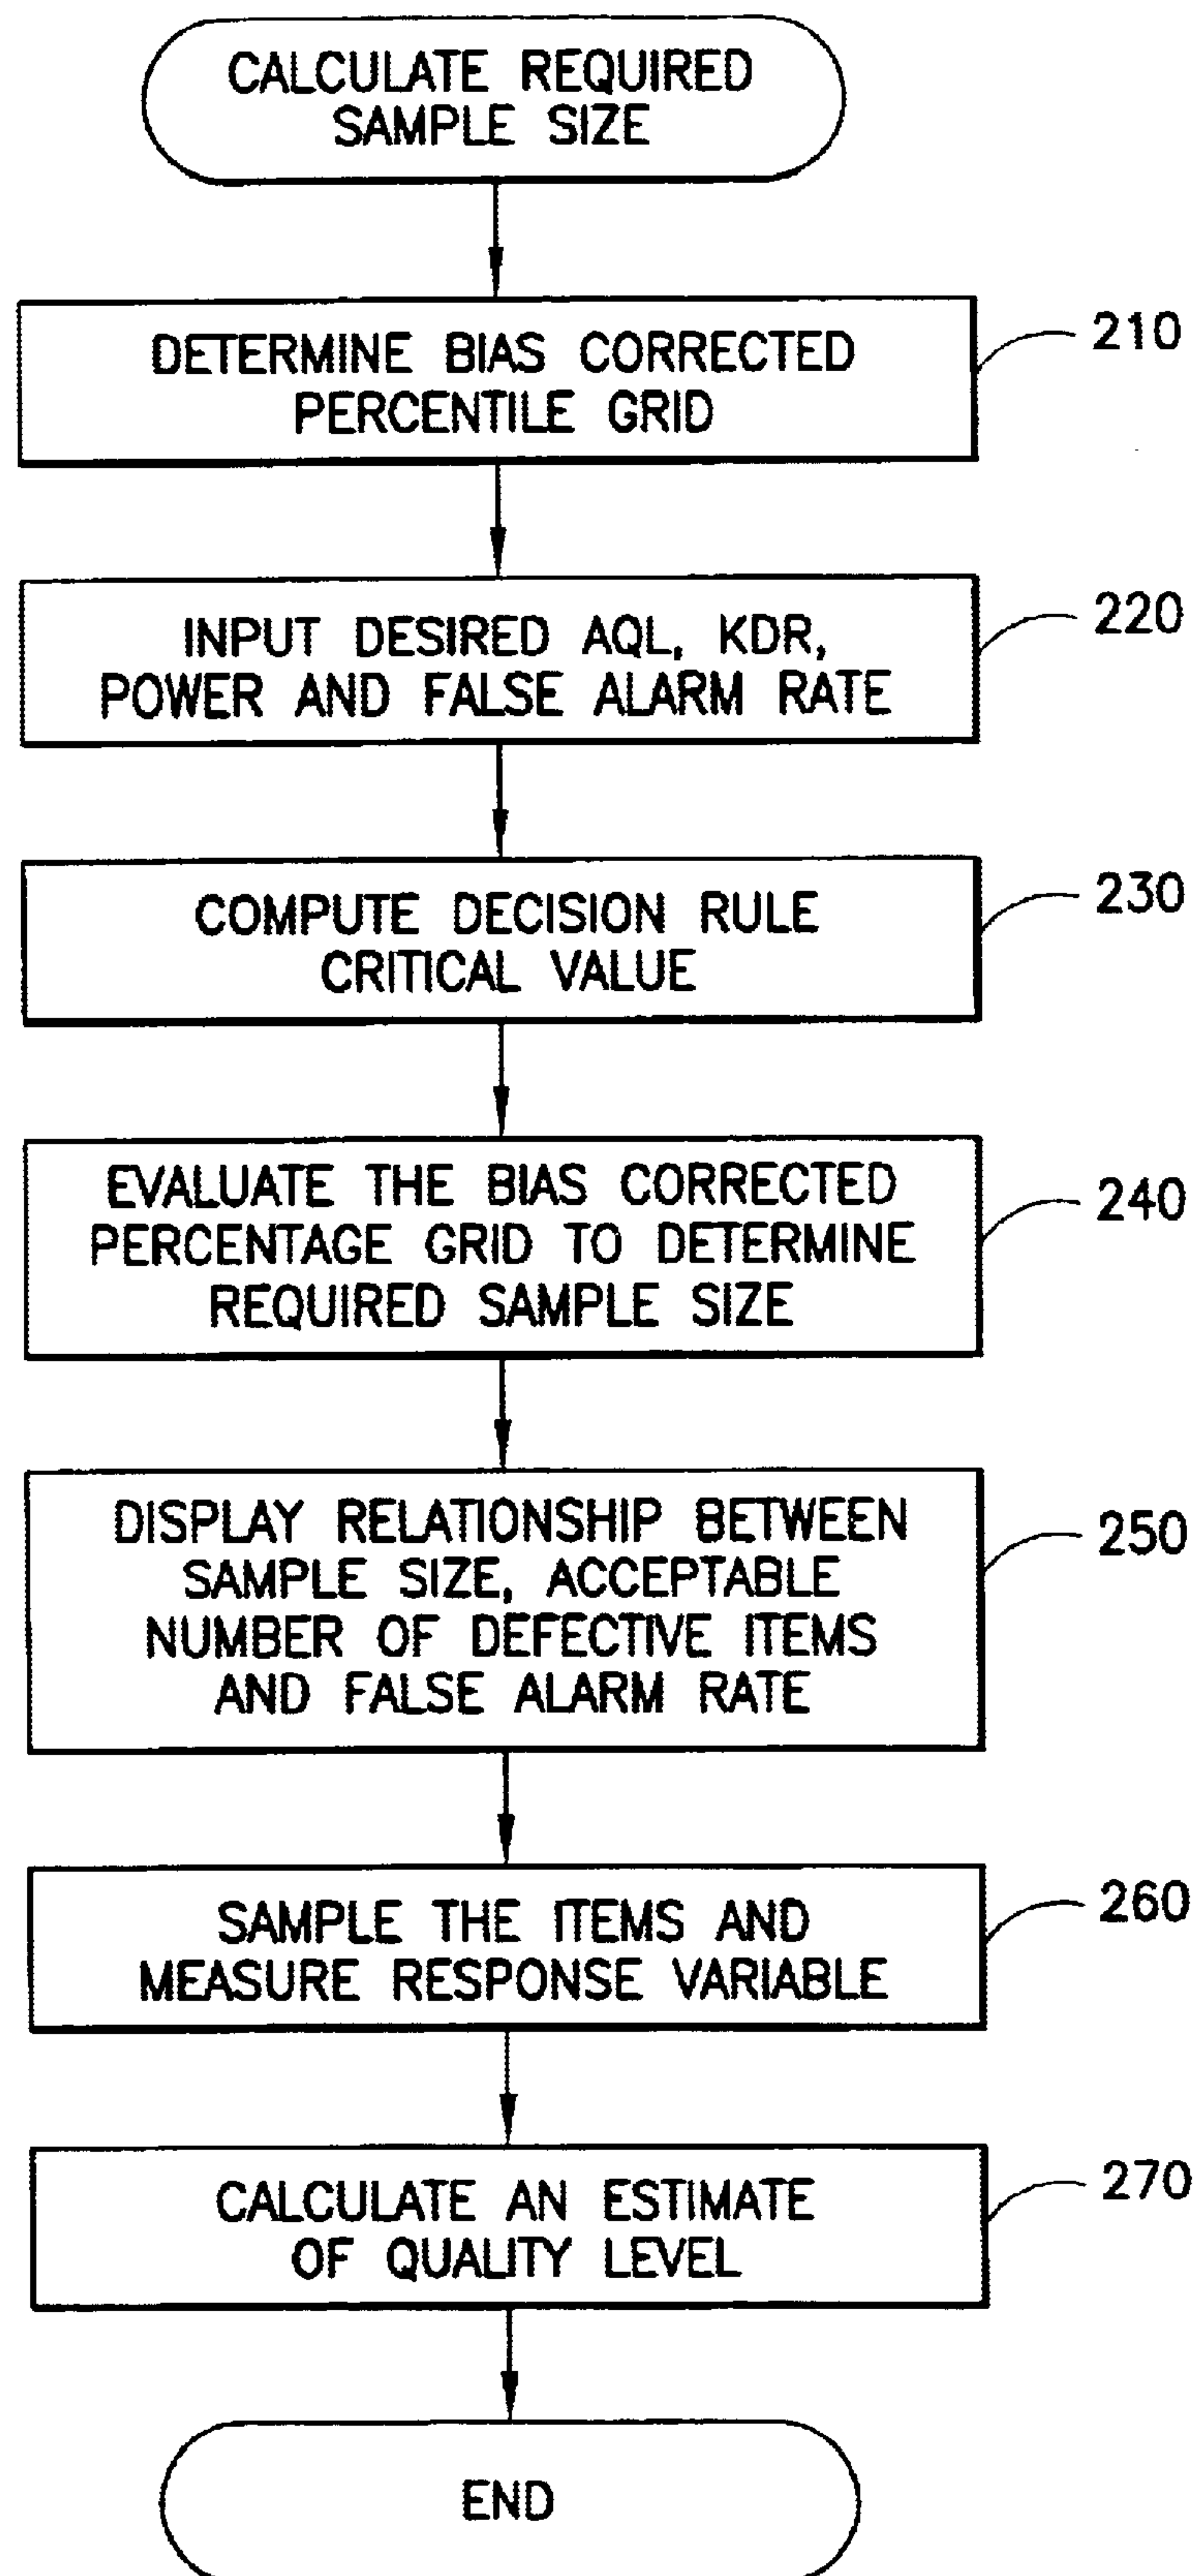 CALCULATE REQUIRED
SAMPLE SIZE
DETERMINE BIAS CORRECTED
PERCENTILE GRID
210
INPUT DESIRED AQL, KDR,
POWER AND FALSE ALARM RATE
220
COMPUTE DECISION RULE
CRITICAL VALUE
230
EVALUATE THE BIAS CORRECTED
PERCENTAGE GRID TO DETERMINE
REQUIRED SAMPLE SIZE
240
DISPLAY RELATIONSHIP BETWEEN
SAMPLE SIZE, ACCEPTABLE
NUMBER OF DEFECTIVE ITEMS
AND FALSE ALARM RATE
250
SAMPLE THE ITEMS AND
MEASURE RESPONSE VARIABLE
260
CALCULATE AN ESTIMATE
OF QUALITY LEVEL
270
END